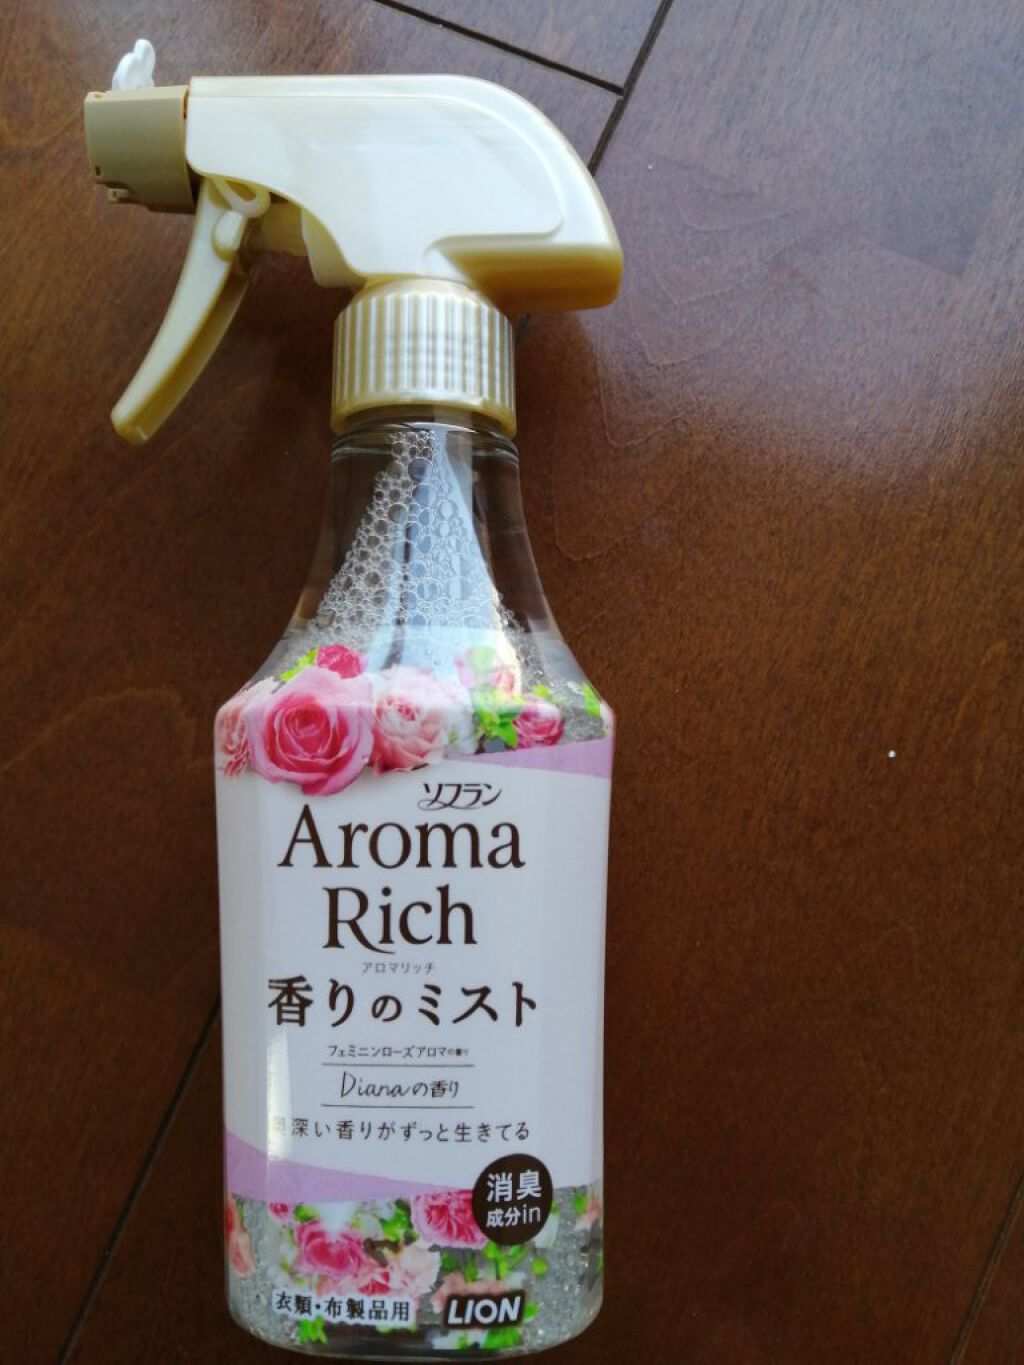 ソフラン
Aroma
Rich
アロマリッチ
香りのミスト
フェミニンローズアロマの香り
Dianaの香り
奥深い香りがずっと生きてる
消臭
成分in
衣類・布製品用
LION